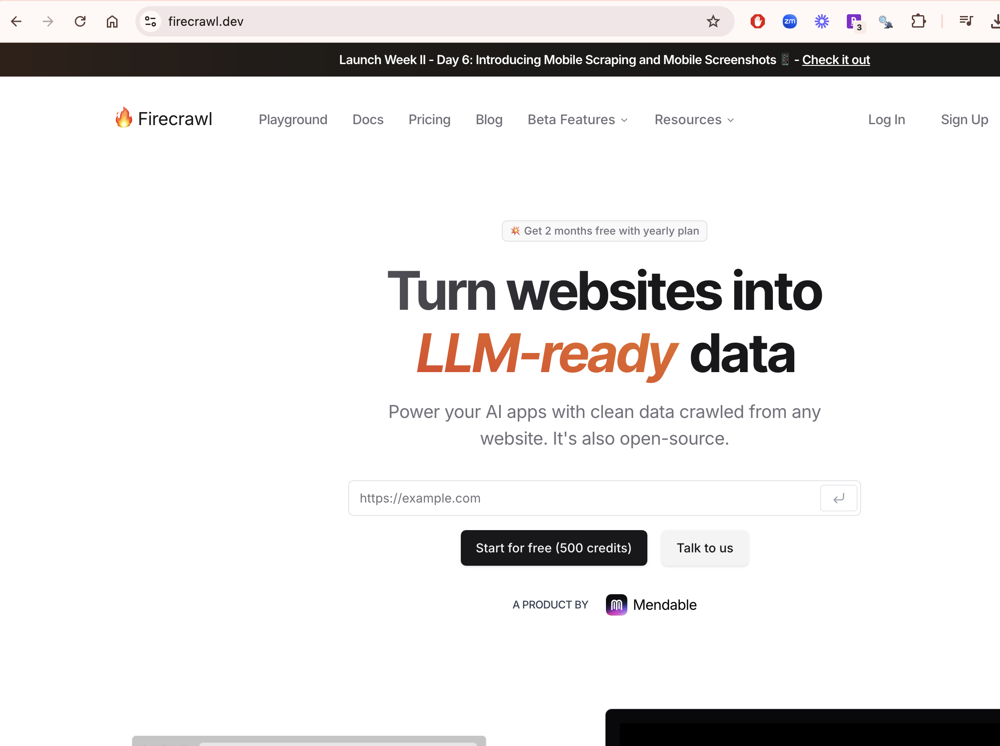 firecrawl.dev
zm
3
Launch Week II - Day 6: Introducing Mobile Scraping and Mobile Screenshots 📱 - Check it out
Firecrawl
Playground
Docs
Pricing
Blog
Beta Features
Resources
Log In
Sign Up
💥 Get 2 months free with yearly plan
Turn websites into
LLM-ready data
Power your AI apps with clean data crawled from any
website. It's also open-source.
https://example.com
Start for free (500 credits)
Talk to us
A PRODUCT BY
Mendable